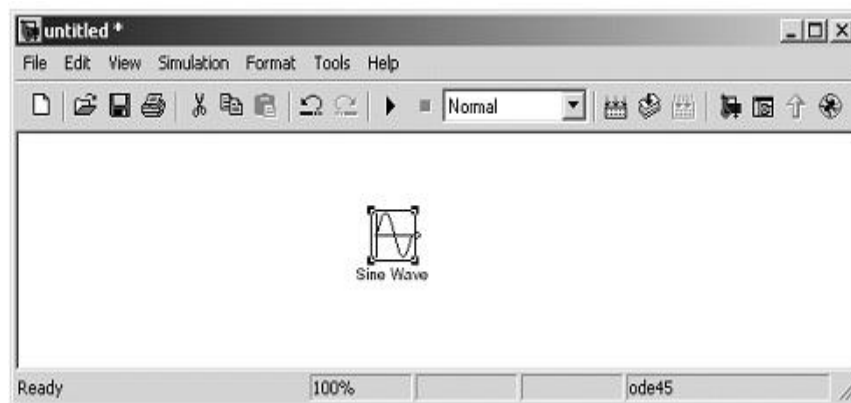 untitled *
File Edit View Simulation Format Tools Help
Normal
Sine Wave
Ready 100% ode45